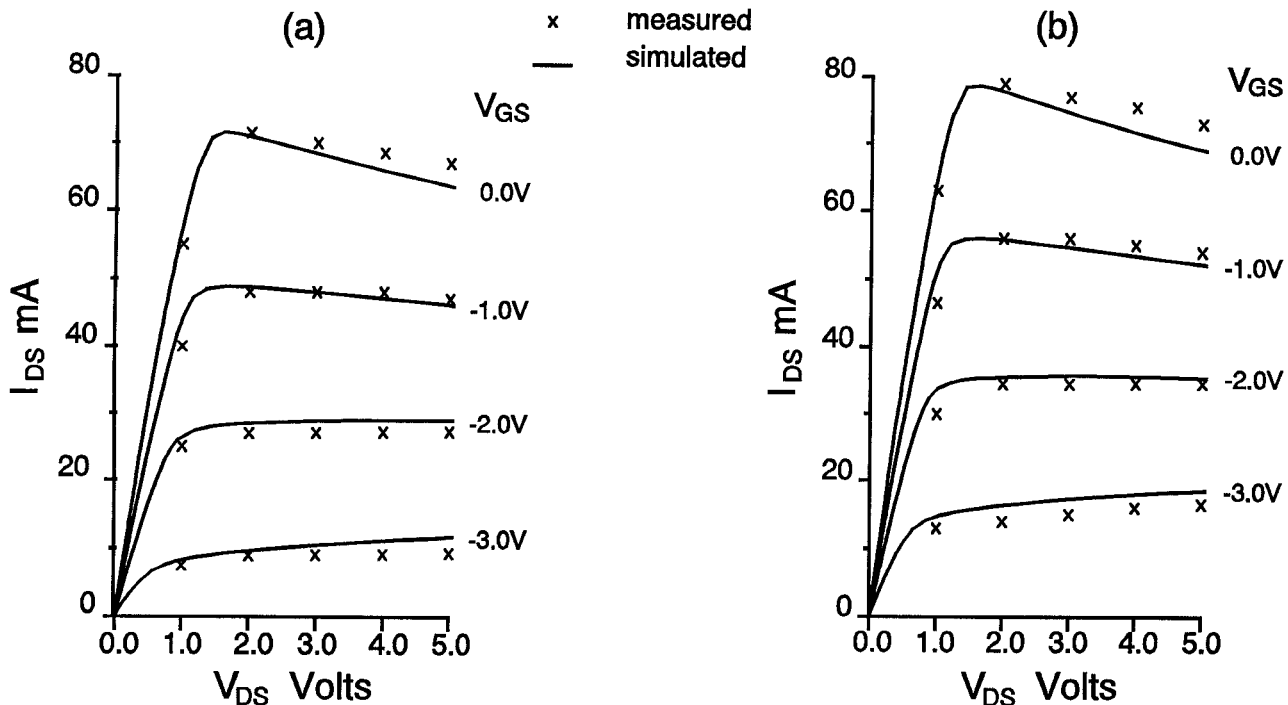 (a)
x measured
— simulated
(b)
80
60
40
20
0
I_DS mA
V_GS
0.0V
-1.0V
-2.0V
-3.0V
0.0 1.0 2.0 3.0 4.0 5.0
V_DS Volts
80
60
40
20
0
I_DS mA
V_GS
0.0V
-1.0V
-2.0V
-3.0V
0.0 1.0 2.0 3.0 4.0 5.0
V_DS Volts